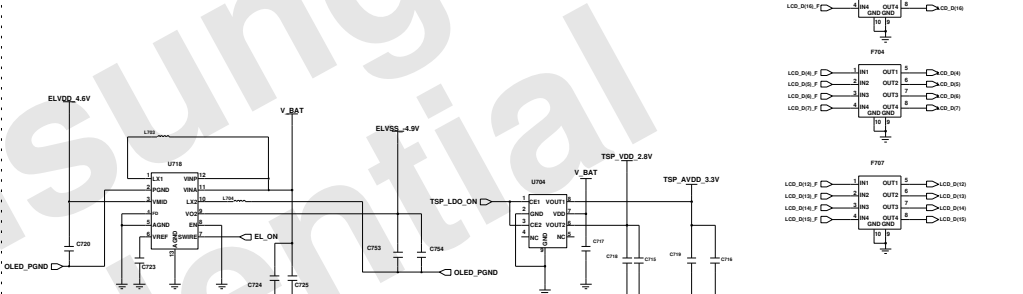 LCD_D(16)_F 4 IN4 OUT4 8 LCD_D(16)
GND GND
10 9
F704
LCD_D(4)_F 1 IN1 OUT1 5 LCD_D(4)
LCD_D(5)_F 2 IN2 OUT2 6 LCD_D(5)
LCD_D(6)_F 3 IN3 OUT3 7 LCD_D(6)
LCD_D(7)_F 4 IN4 OUT4 8 LCD_D(7)
GND GND
10 9
F707
LCD_D(12)_F 1 IN1 OUT1 5 LCD_D(12)
LCD_D(13)_F 2 IN2 OUT2 6 LCD_D(13)
LCD_D(14)_F 3 IN3 OUT3 7 LCD_D(14)
LCD_D(15)_F 4 IN4 OUT4 8 LCD_D(15)
GND GND
10 9
ELVDD_4.6V
V_BAT
L703
U718
1 LX1 VINP 12
2 PGND VINA 11
3 VMID LX2 10 L704
4 FD VO2 9
5 AGND EN 8
6 VREF SWIRE 7 EL_ON
AGND
13
C720
OLED_PGND
C723
C724
C725
ELVSS_-4.9V
C753
C754
OLED_PGND
TSP_LDO_ON
U704
1 CE1 VOUT1 8
2 GND VDD 7
3 CE2 VOUT2 6
4 NC NC 5
GND
9
V_BAT
C717
TSP_VDD_2.8V
C718
C715
TSP_AVDD_3.3V
C719
C716
sung
ential